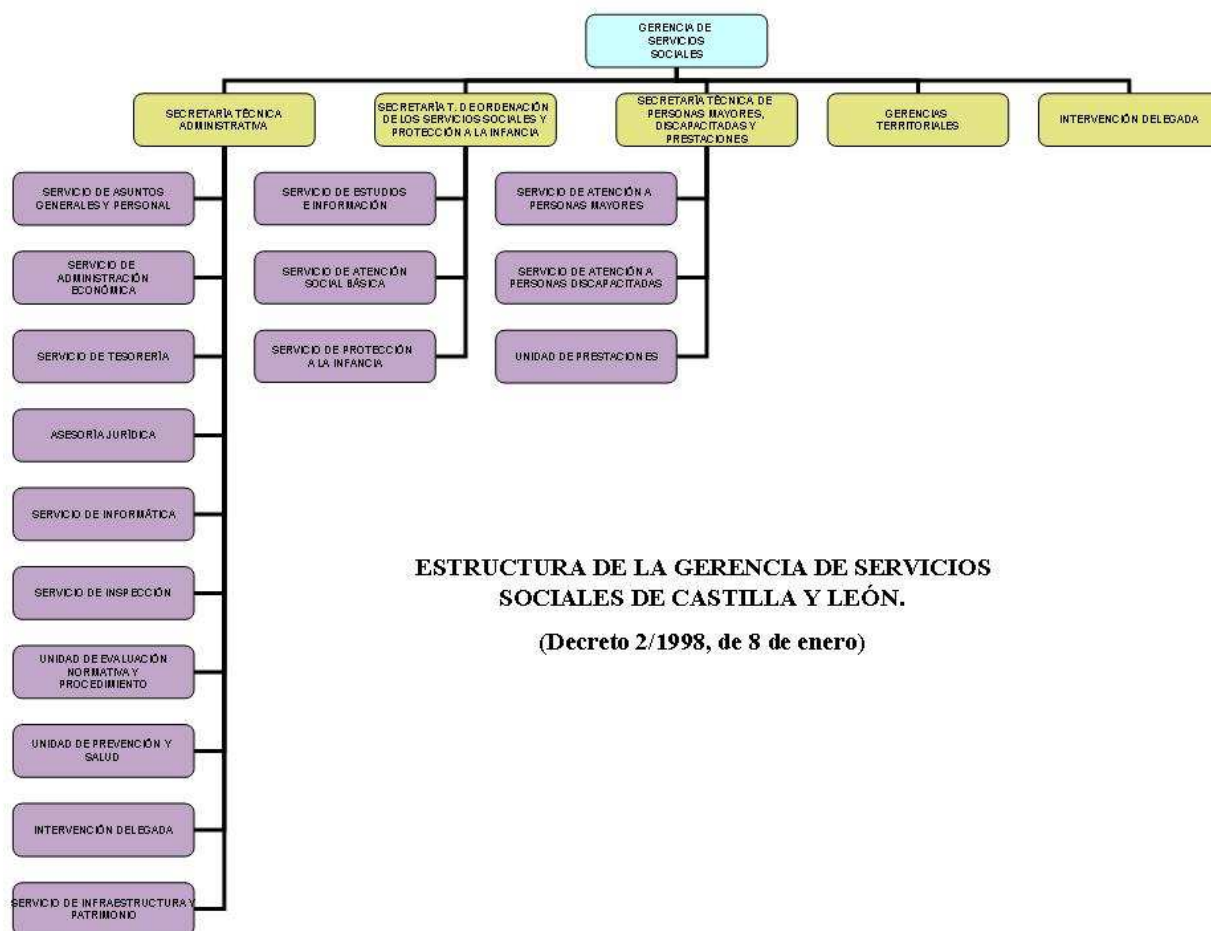 GERENCIA DE
SERVICIOS
SOCIALES
SECRETARÍA TÉCNICA
ADMINISTRATIVA
SECRETARÍA T. DE ORDENACIÓN
DE LOS SERVICIOS SOCIALES Y
PROTECCIÓN A LA INFANCIA
SECRETARÍA TÉCNICA DE
PERSONAS MAYORES,
DISCAPACITADAS Y
PRESTACIONES
GERENCIAS
TERRITORIALES
INTERVENCIÓN DELEGADA
SERVICIO DE ASUNTOS
GENERALES Y PERSONAL
SERVICIO DE
ADMINISTRACIÓN
ECONÓMICA
SERVICIO DE TESORERÍA
ASESORÍA JURÍDICA
SERVICIO DE INFORMÁTICA
SERVICIO DE INSPECCIÓN
UNIDAD DE EVALUACIÓN
NORMATIVA Y
PROCEDIMIENTO
UNIDAD DE PREVENCIÓN Y
SALUD
INTERVENCIÓN DELEGADA
SERVICIO DE INFRAESTRUCTURA Y
PATRIMONIO
SERVICIO DE ESTUDIOS
E INFORMACIÓN
SERVICIO DE ATENCIÓN
SOCIAL BÁSICA
SERVICIO DE PROTECCIÓN
A LA INFANCIA
SERVICIO DE ATENCIÓN A
PERSONAS MAYORES
SERVICIO DE ATENCIÓN A
PERSONAS DISCAPACITADAS
UNIDAD DE PRESTACIONES
ESTRUCTURA DE LA GERENCIA DE SERVICIOS
SOCIALES DE CASTILLA Y LEÓN.
(Decreto 2/1998, de 8 de enero)